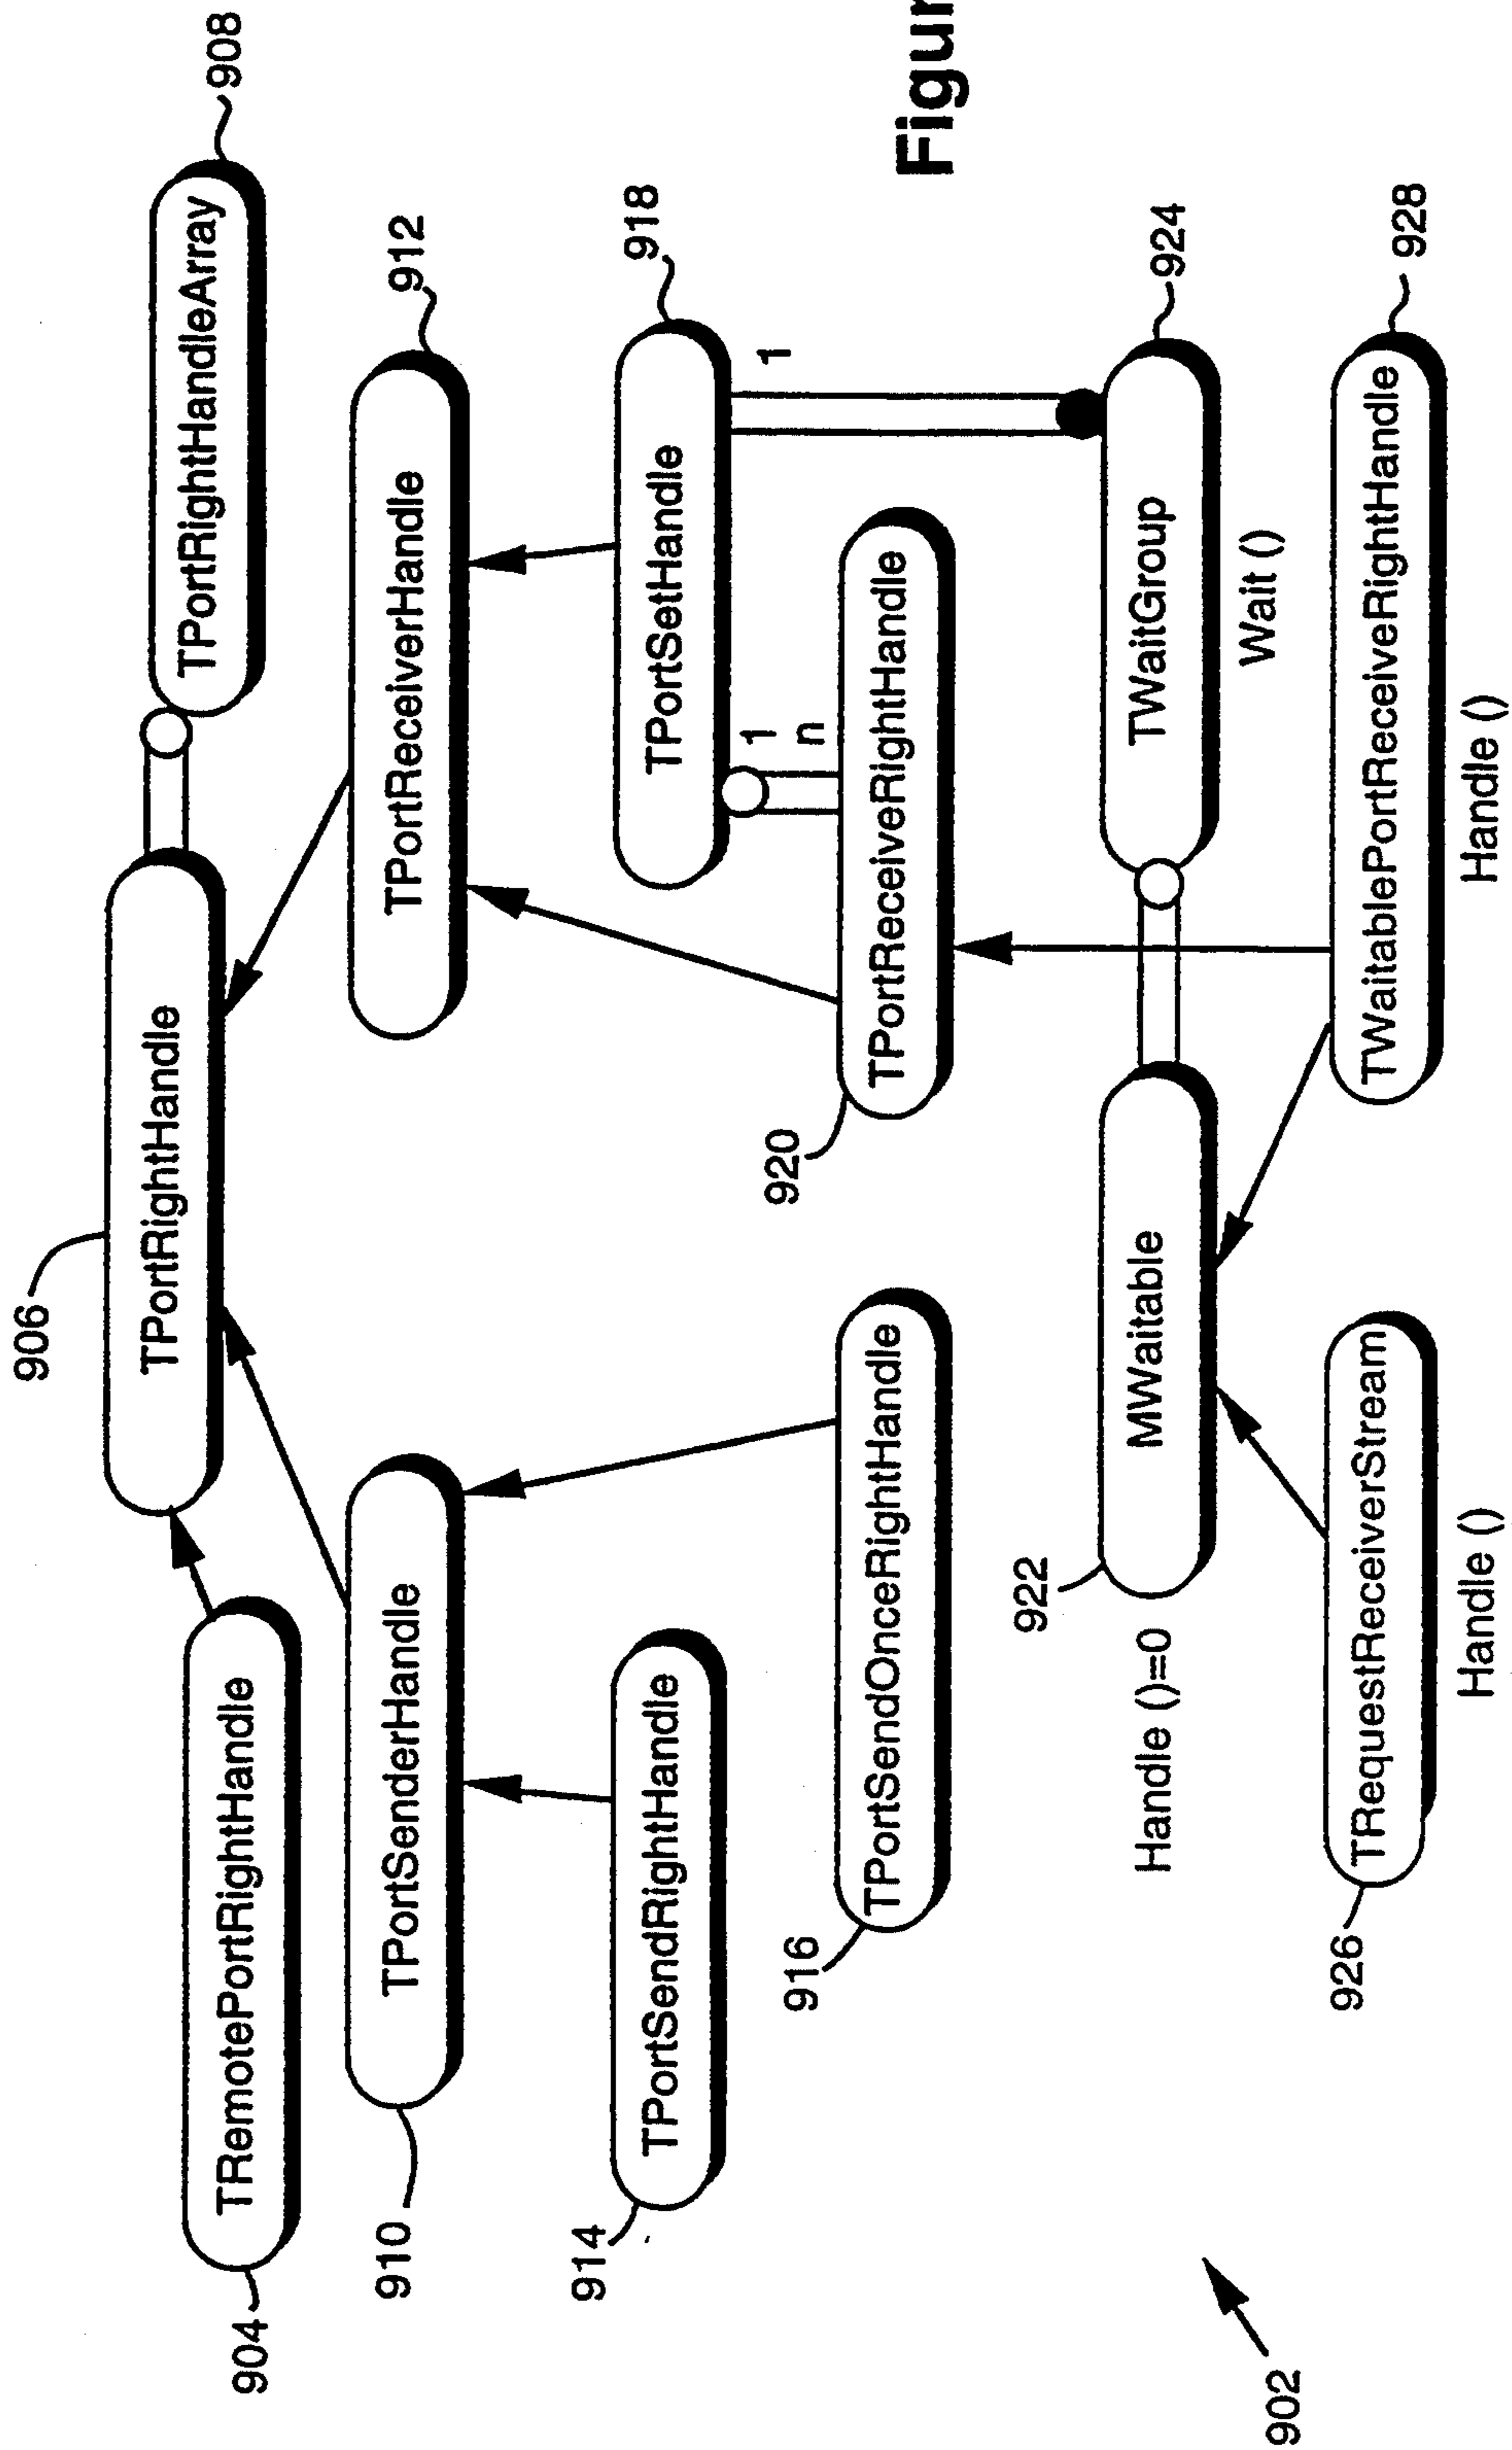 906
TPortRightHandle
TPortRightHandleArray
908
904
TRemotePortRightHandle
910
TPortSenderHandle
TPortReceiverHandle
912
914
TPortSendRightHandle
TPortSetHandle
918
1
1
n
916
TPortSendOnceRightHandle
920
TPortReceiveRightHandle
Figur
922
MWaitable
TWaitGroup
924
Handle ()=0
Wait ()
926
TRequestReceiverStream
TWaitablePortReceiveRightHandle
928
Handle ()
Handle ()
902